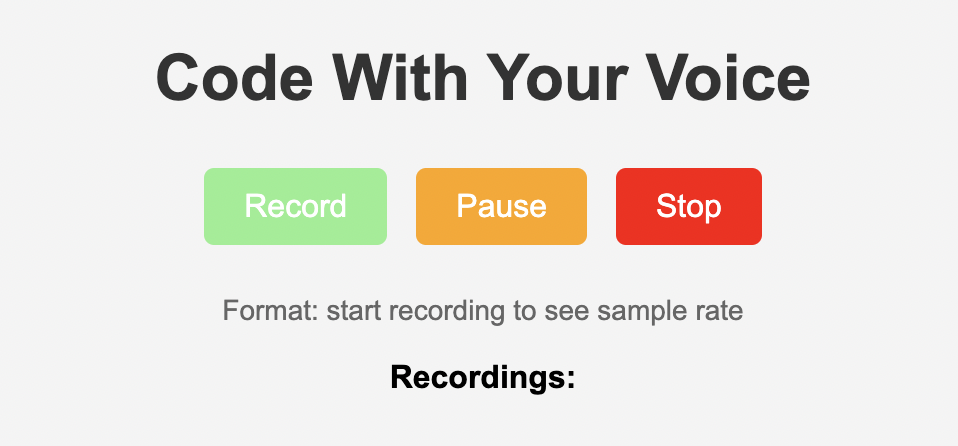 Code With Your Voice
Record Pause Stop
Format: start recording to see sample rate
Recordings: